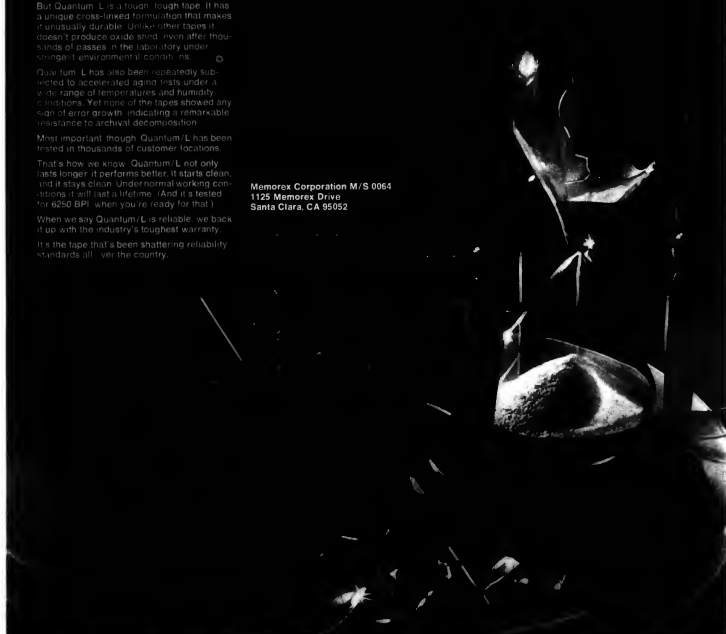 But Quantum L is a tough tough tape It has
a unique cross-linked formulation that makes
it unusually durable Unlike other tapes it
doesn't produce oxide shed even after thou-
sands of passes in the laboratory under
stringent environmental conditions.
Quantum L has also been repeatedly sub-
jected to accelerated aging tests under a
wide range of temperatures and humidity
conditions. Yet none of the tapes showed any
sign of error growth indicating a remarkable
resistance to archival decomposition
Most important though Quantum/L has been
tested in thousands of customer locations.
That's how we know Quantum/L not only
lasts longer it performs better. It starts clean,
and it stays clean Under normal working con-
ditions it will last a lifetime (And it's tested
for 6250 BPI when you're ready for that )
When we say Quantum/L is reliable, we back
it up with the industry's toughest warranty.
It's the tape that's been shattering reliability
standards all over the country.
Memorex Corporation M/S 0064
1125 Memorex Drive
Santa Clara, CA 95052